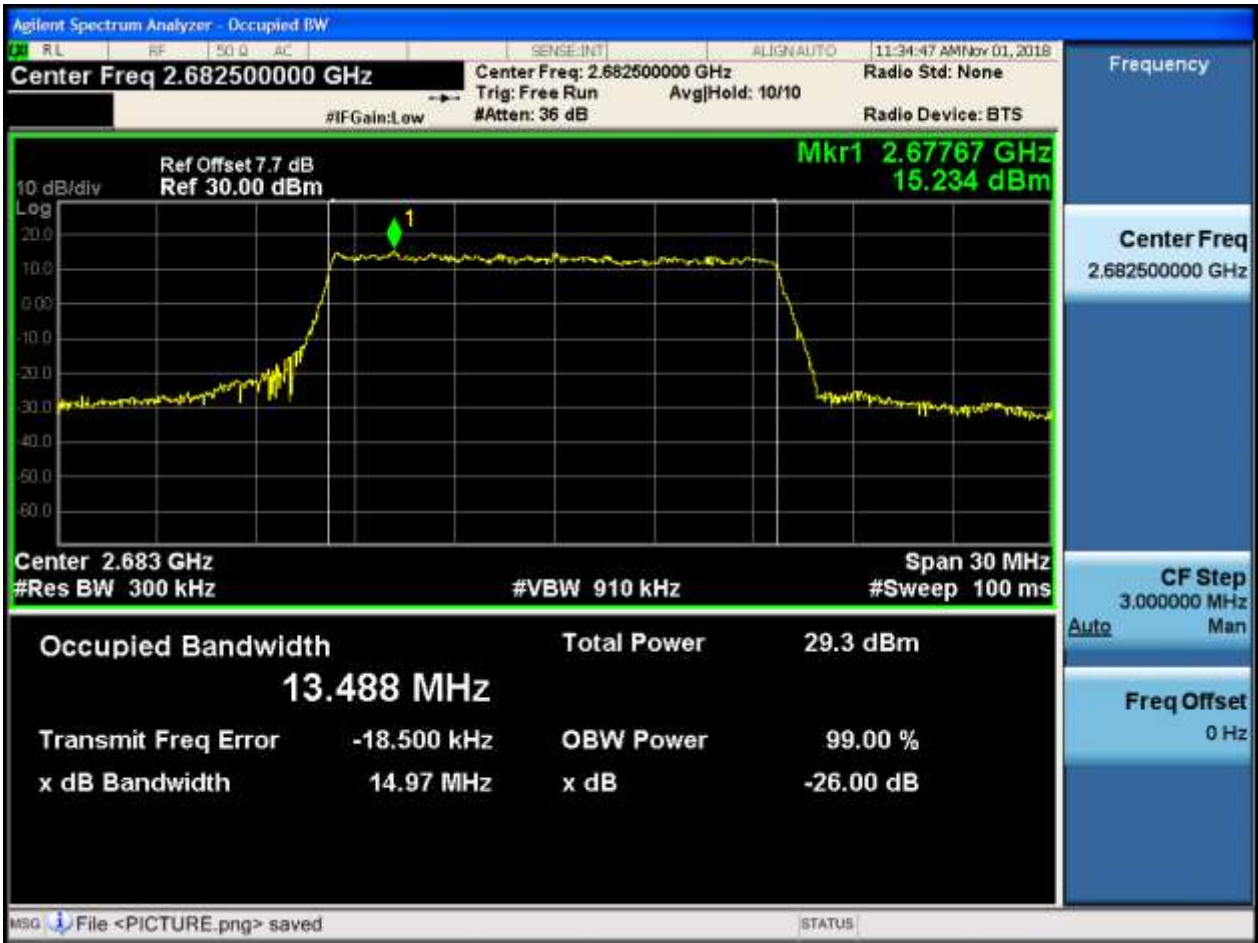 Agilent Spectrum Analyzer - Occupied BW
RL RF 50 Ω AC SENSE:INT ALIGN AUTO 11:34:47 AM Nov 01, 2018
Center Freq 2.682500000 GHz
Center Freq: 2.682500000 GHz Radio Std: None
Trig: Free Run Avg|Hold: 10/10
#IFGain:Low #Atten: 36 dB Radio Device: BTS
Frequency
Mkr1 2.67767 GHz
15.234 dBm
Ref Offset 7.7 dB
10 dB/div Ref 30.00 dBm
Log
1
20.0
10.0
0.00
-10.0
-20.0
-30.0
-40.0
-50.0
-60.0
Center Freq
2.682500000 GHz
Center 2.683 GHz Span 30 MHz
#Res BW 300 kHz #VBW 910 kHz #Sweep 100 ms
CF Step
3.000000 MHz
Auto Man
Freq Offset
0 Hz
Occupied Bandwidth Total Power 29.3 dBm
13.488 MHz
Transmit Freq Error -18.500 kHz OBW Power 99.00 %
x dB Bandwidth 14.97 MHz x dB -26.00 dB
MSG File <PICTURE.png> saved STATUS